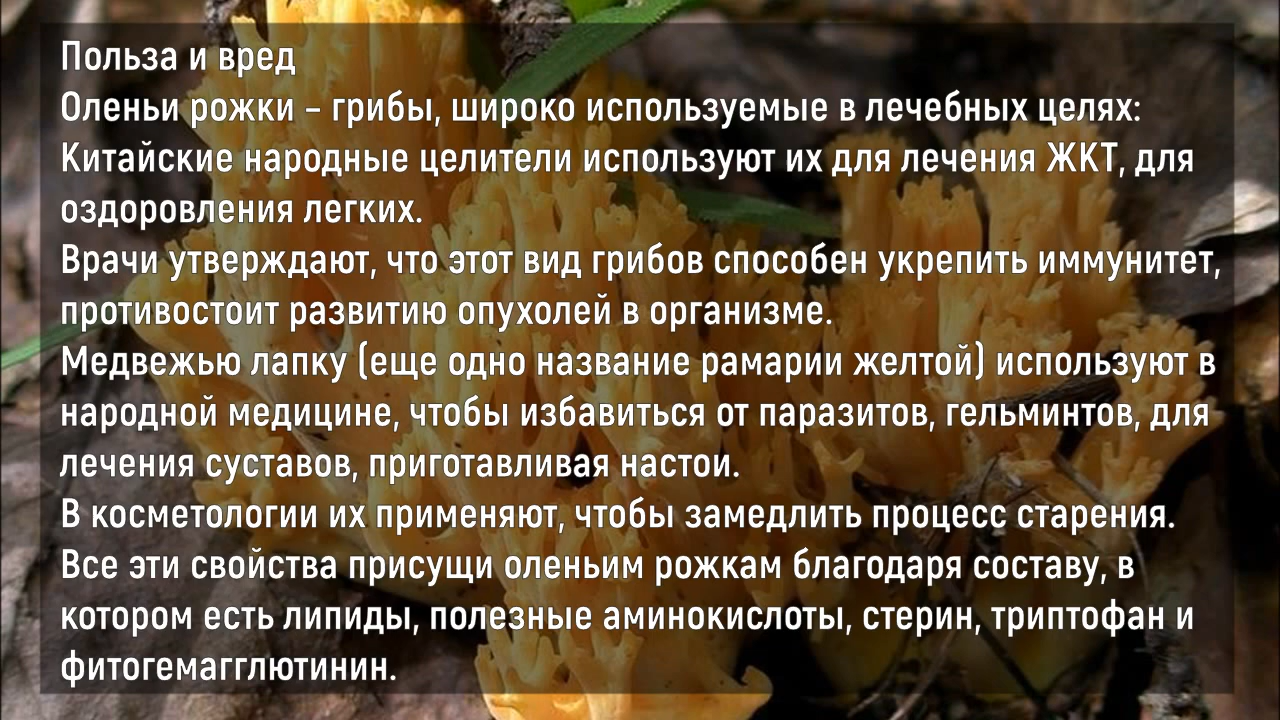 Польза и вред
Оленьи рожки – грибы, широко используемые в лечебных целях:
Китайские народные целители используют их для лечения ЖКТ, для
оздоровления легких.
Врачи утверждают, что этот вид грибов способен укрепить иммунитет,
противостоит развитию опухолей в организме.
Медвежью лапку (еще одно название рамарии желтой) используют в
народной медицине, чтобы избавиться от паразитов, гельминтов, для
лечения суставов, приготавливая настои.
В косметологии их применяют, чтобы замедлить процесс старения.
Все эти свойства присущи оленьим рожкам благодаря составу, в
котором есть липиды, полезные аминокислоты, стерин, триптофан и
фитогемагглютинин.